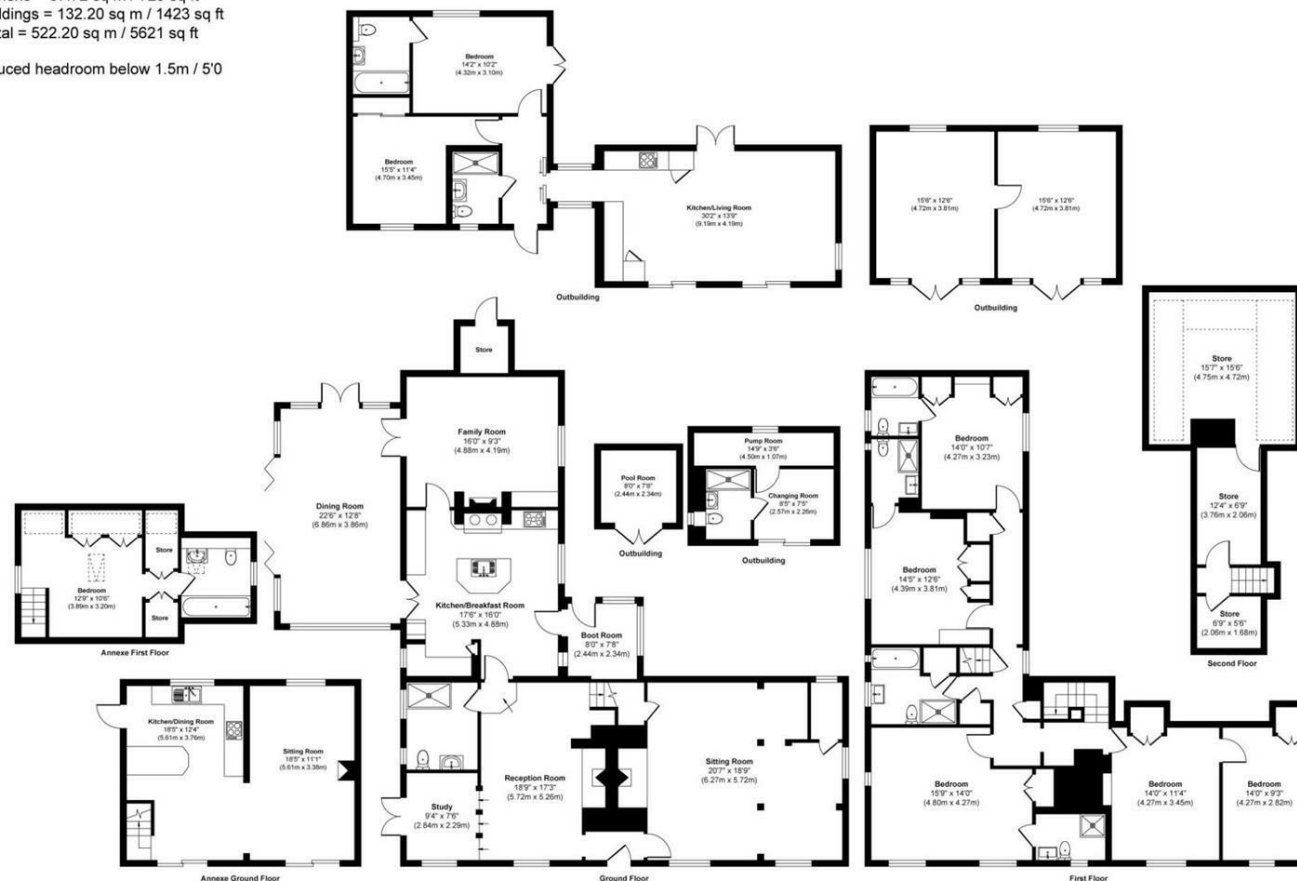 ldings = 132.20 sq m / 1423 sq ft
tal = 522.20 sq m / 5621 sq ft
uced headroom below 1.5m / 5'0
Bedroom
14'2" x 10'2"
(4.32m x 3.10m)
Bedroom
15'5" x 11'4"
(4.70m x 3.45m)
Kitchen/Living Room
30'2" x 13'9"
(9.19m x 4.19m)
Outbuilding
15'6" x 12'6"
(4.72m x 3.81m)
15'6" x 12'6"
(4.72m x 3.81m)
Outbuilding
Store
15'7" x 15'6"
(4.75m x 4.72m)
Store
12'4" x 6'9"
(3.76m x 2.06m)
Store
6'9" x 5'6"
(2.06m x 1.68m)
Second Floor
Store
Family Room
16'0" x 9'3"
(4.88m x 4.19m)
Dining Room
22'6" x 12'8"
(6.86m x 3.86m)
Kitchen/Breakfast Room
17'6" x 16'0"
(5.33m x 4.88m)
Boot Room
8'0" x 7'8"
(2.44m x 2.34m)
Pool Room
8'0" x 7'8"
(2.44m x 2.34m)
Outbuilding
Pump Room
14'9" x 3'6"
(4.50m x 1.07m)
Changing Room
8'5" x 7'5"
(2.57m x 2.26m)
Outbuilding
Store
Bedroom
12'9" x 10'6"
(3.89m x 3.20m)
Store
Annexe First Floor
Kitchen/Dining Room
18'5" x 12'4"
(5.61m x 3.76m)
Sitting Room
18'5" x 11'1"
(5.61m x 3.38m)
Annexe Ground Floor
Reception Room
18'9" x 17'3"
(5.72m x 5.26m)
Study
9'4" x 7'6"
(2.84m x 2.29m)
Sitting Room
20'7" x 18'9"
(6.27m x 5.72m)
Ground Floor
Bedroom
14'0" x 10'7"
(4.27m x 3.23m)
Bedroom
14'5" x 12'6"
(4.39m x 3.81m)
Bedroom
15'9" x 14'0"
(4.80m x 4.27m)
Bedroom
14'0" x 11'4"
(4.27m x 3.45m)
Bedroom
14'0" x 9'3"
(4.27m x 2.82m)
First Floor